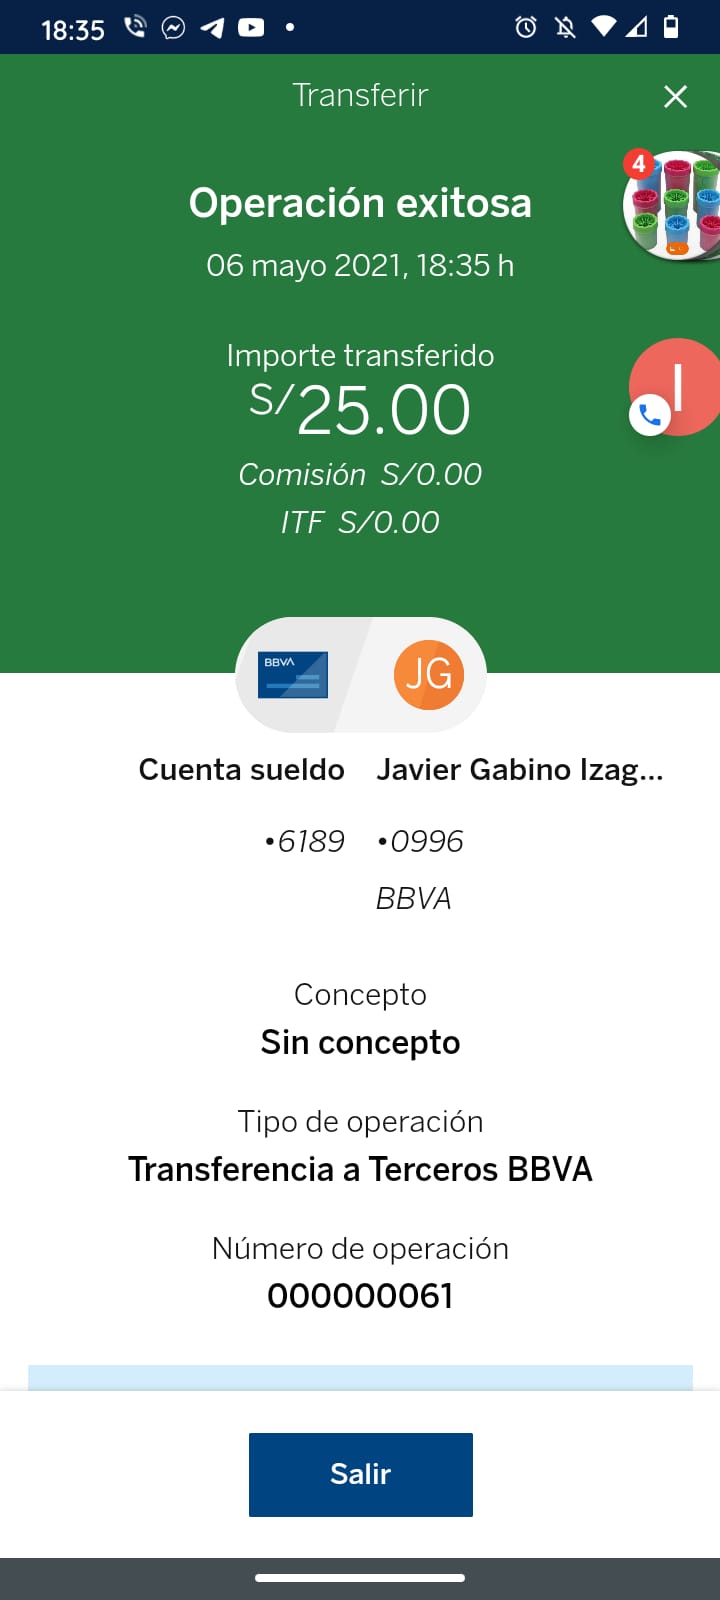 18:35
Transferir
4
Operación exitosa
06 mayo 2021, 18:35 h
Importe transferido
S/25.00
I
Comisión S/0.00
ITF S/0.00
BBVA
JG
Cuenta sueldo Javier Gabino Izag...
•6189 •0996
BBVA
Concepto
Sin concepto
Tipo de operación
Transferencia a Terceros BBVA
Número de operación
000000061
Salir